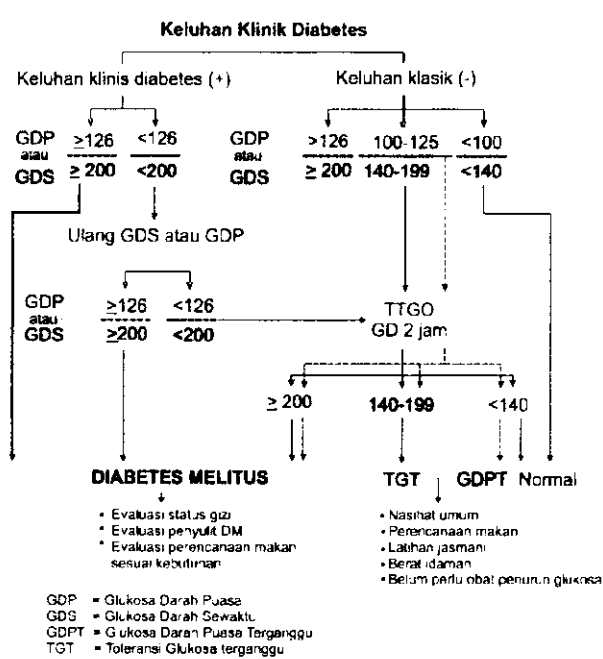 Keluhan Klinik Diabetes
Keluhan klinis diabetes (+) Keluhan klasik (-)
GDP ≥126 <126 GDP >126 100-125 <100
atau atau
GDS ≥ 200 <200 GDS ≥ 200 140-199 <140
Ulang GDS atau GDP
GDP ≥126 <126
atau
GDS ≥200 <200
TTGO
GD 2 jam
≥ 200 140-199 <140
DIABETES MELITUS TGT GDPT Normal
• Evaluasi status gizi
• Evaluasi penyulit DM
• Evaluasi perencanaan makan
sesuai kebutuhan
• Nasihat umum
• Perencanaan makan
• Latihan jasmani
• Berat idaman
• Belum perlu obat penurun glukosa
GDP = Glukosa Darah Puasa
GDS = Glukosa Darah Sewaktu
GDPT = Glukosa Darah Puasa Terganggu
TGT = Toleransi Glukosa terganggu